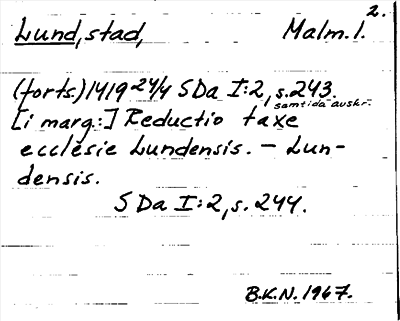 2.
Lund, stad,    Malm. l.
(forts.) 1419 24/4 SDa I:2, s. 243.
samtida avskr.
[i marg:] Reductio taxe
ecclesie Lundensis. – Lun-
densis.
SDa I:2, s. 244.
B.K.N. 1967.